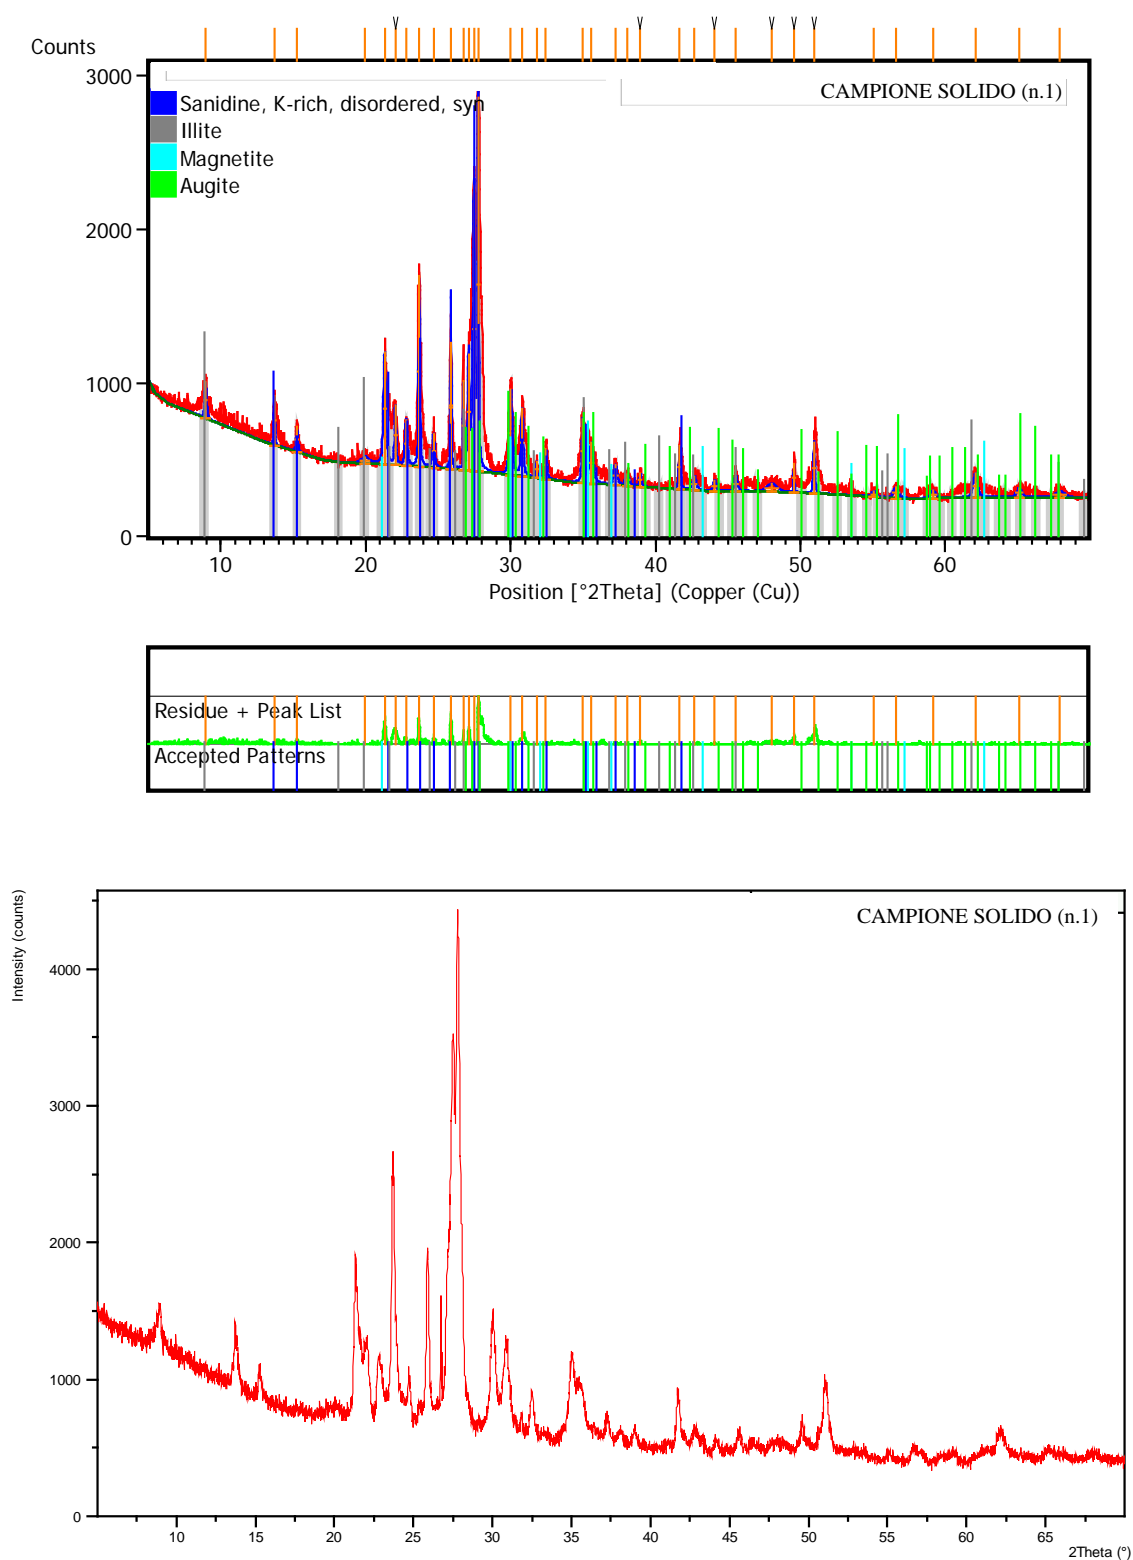 Counts
CAMPIONE SOLIDO (n.1)
3000
Sanidine, K-rich, disordered, syn
Illite
Magnetite
Augite
2000
1000
0
10 20 30 40 50 60
Position [°2Theta] (Copper (Cu))
Residue + Peak List
Accepted Patterns
Intensity (counts)
CAMPIONE SOLIDO (n.1)
4000
3000
2000
1000
0
10 15 20 25 30 35 40 45 50 55 60 65
2Theta (°)